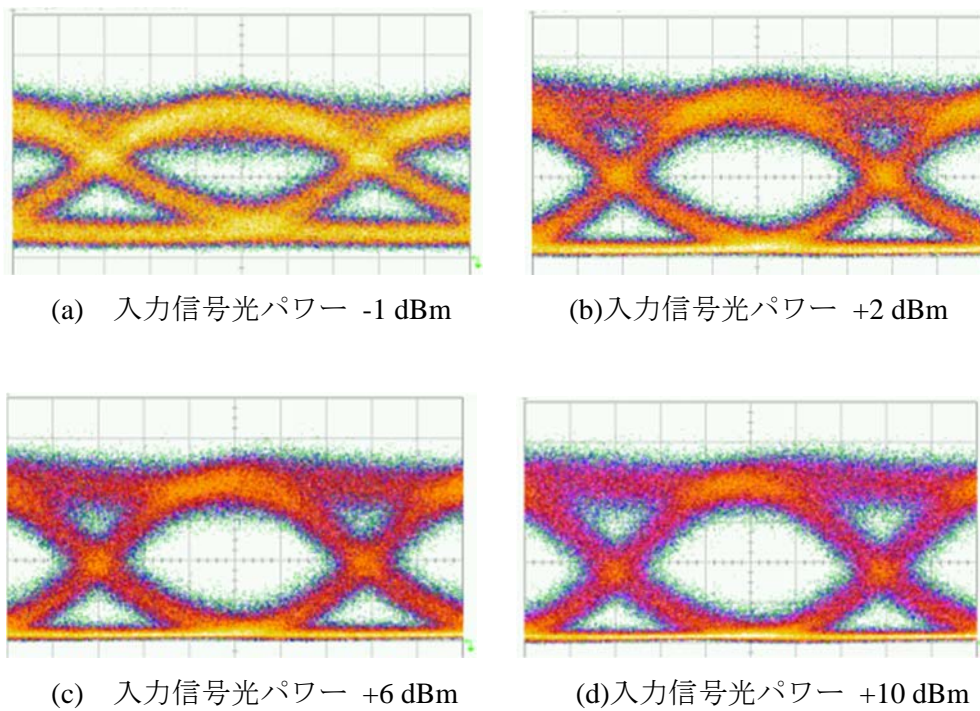 (a) 入力信号光パワー -1 dBm
(b)入力信号光パワー +2 dBm
(c) 入力信号光パワー +6 dBm
(d)入力信号光パワー +10 dBm